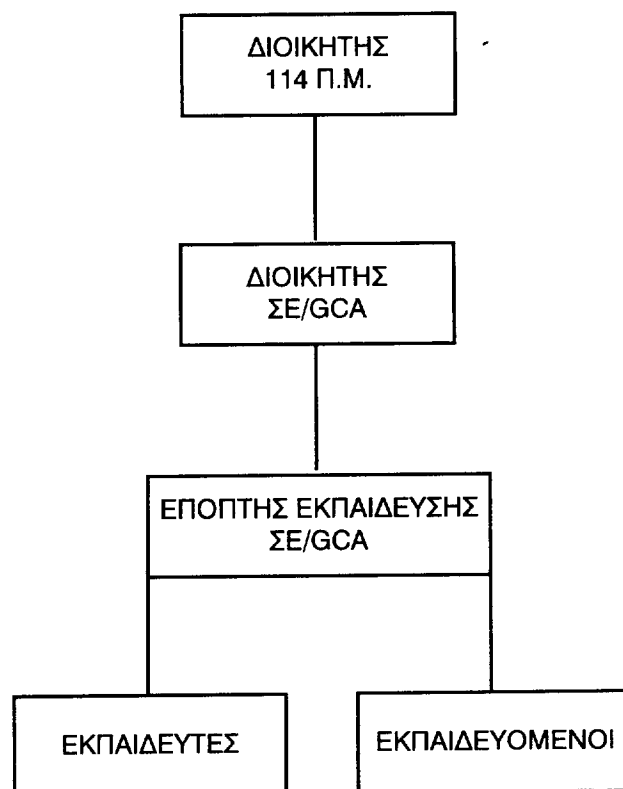 ΔΙΟΙΚΗΤΗΣ
114 Π.Μ.
ΔΙΟΙΚΗΤΗΣ
ΣΕ/GCA
ΕΠΟΠΤΗΣ ΕΚΠΑΙΔΕΥΣΗΣ
ΣΕ/GCA
ΕΚΠΑΙΔΕΥΤΕΣ
ΕΚΠΑΙΔΕΥΟΜΕΝΟΙ